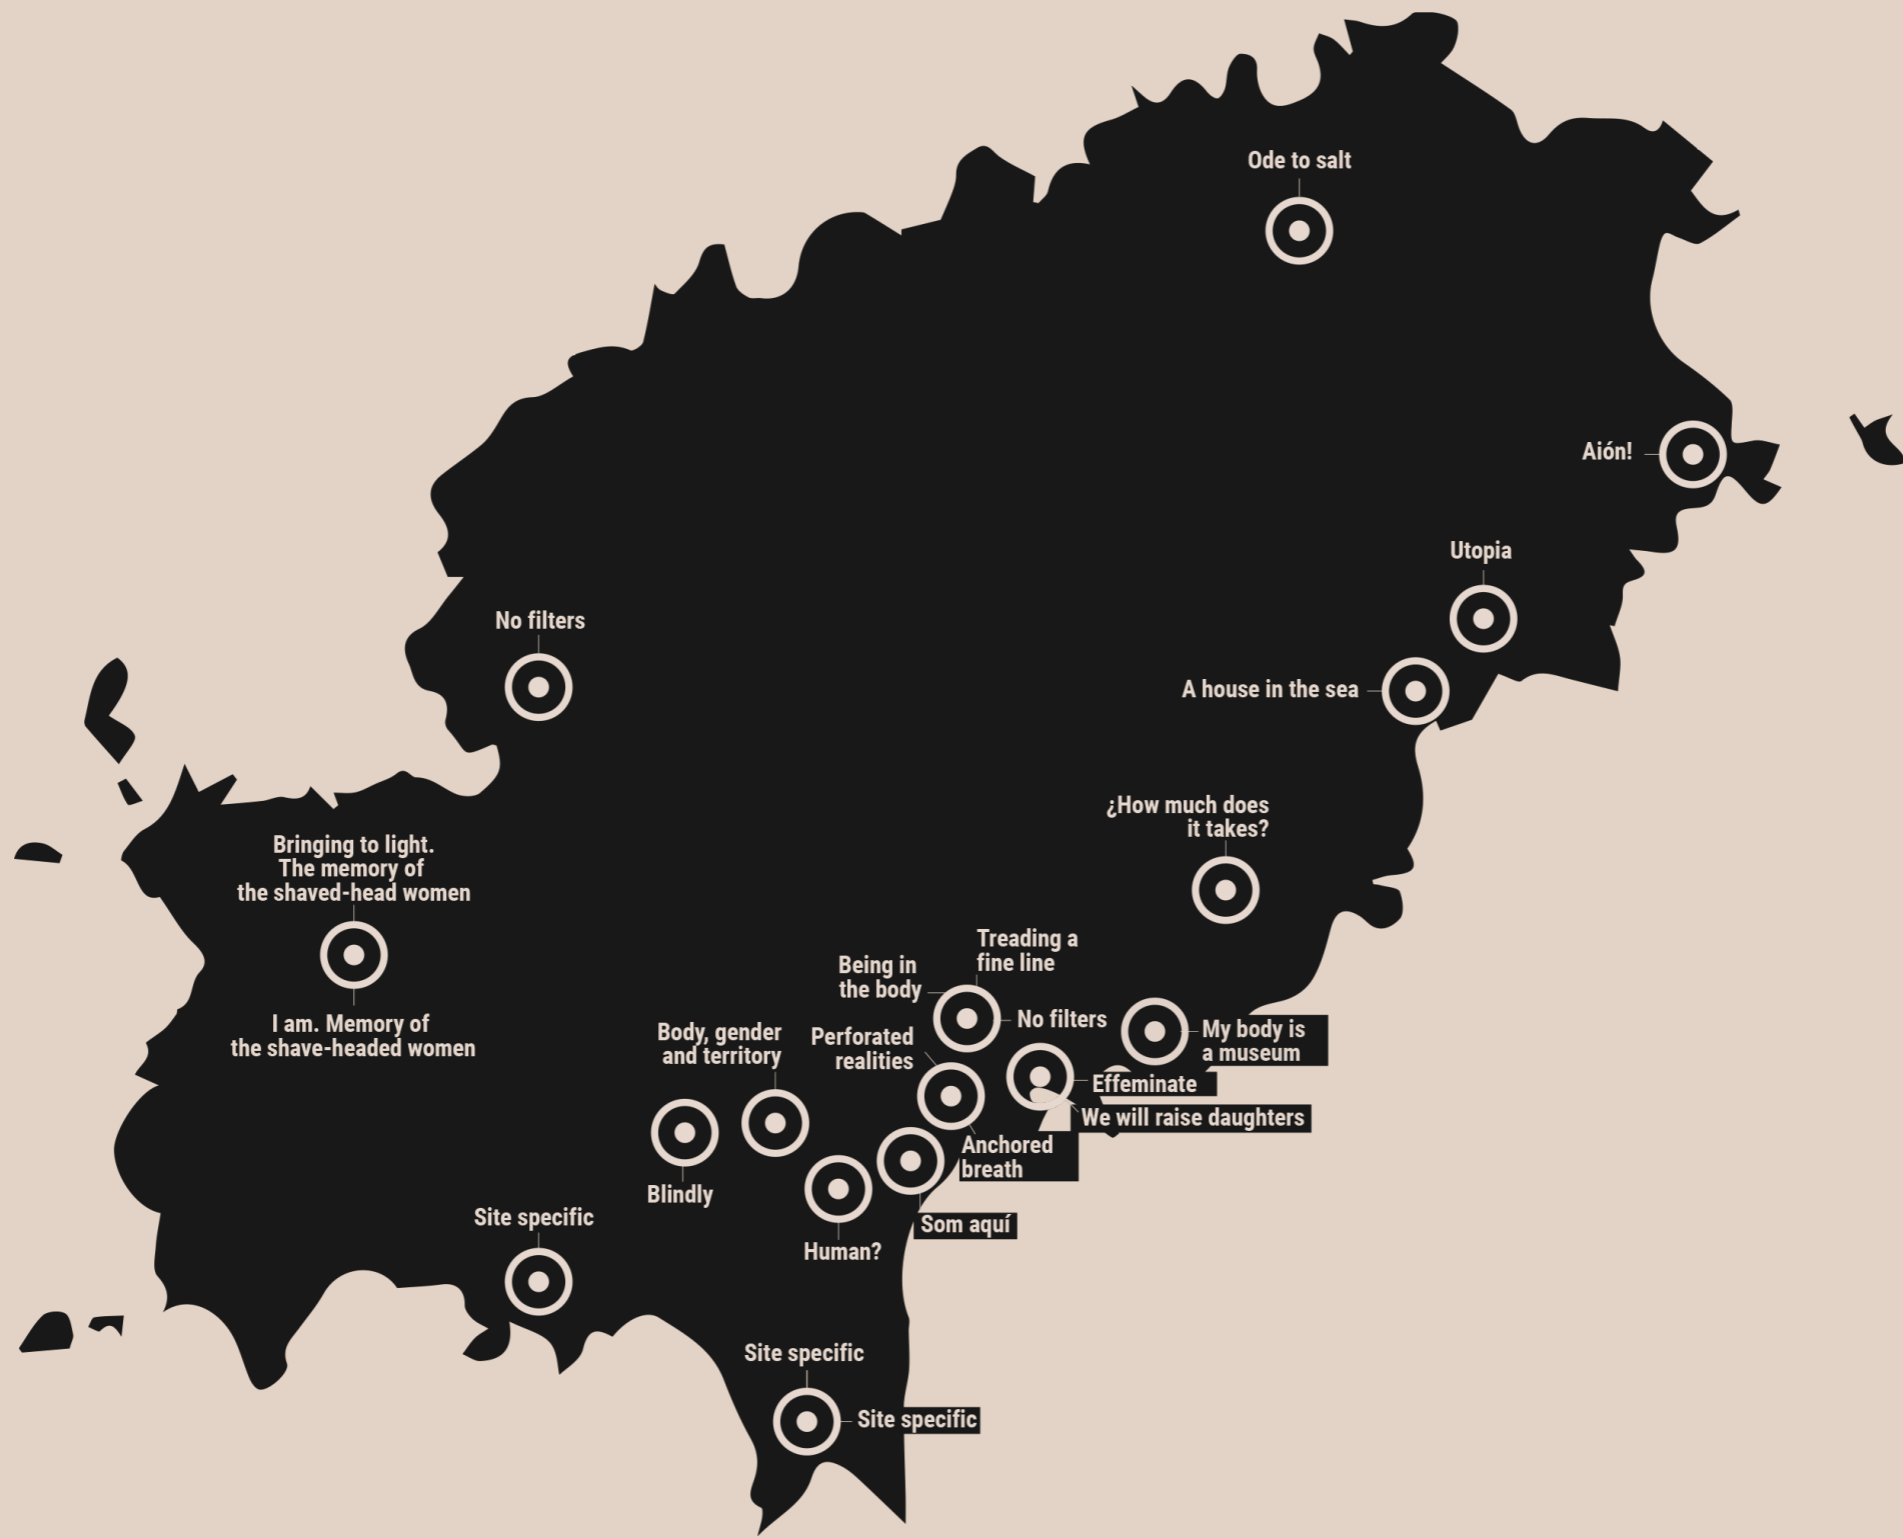 Ode to salt
Aión!
Utopia
No filters
A house in the sea
¿How much does
it takes?
Bringing to light.
The memory of
the shaved-head women
I am. Memory of
the shave-headed women
Treading a
fine line
Being in
the body
No filters
My body is
a museum
Body, gender
and territory
Perforated
realities
Effeminate
We will raise daughters
Anchored
breath
Blindly
Site specific
Som aquí
Human?
Site specific
Site specific